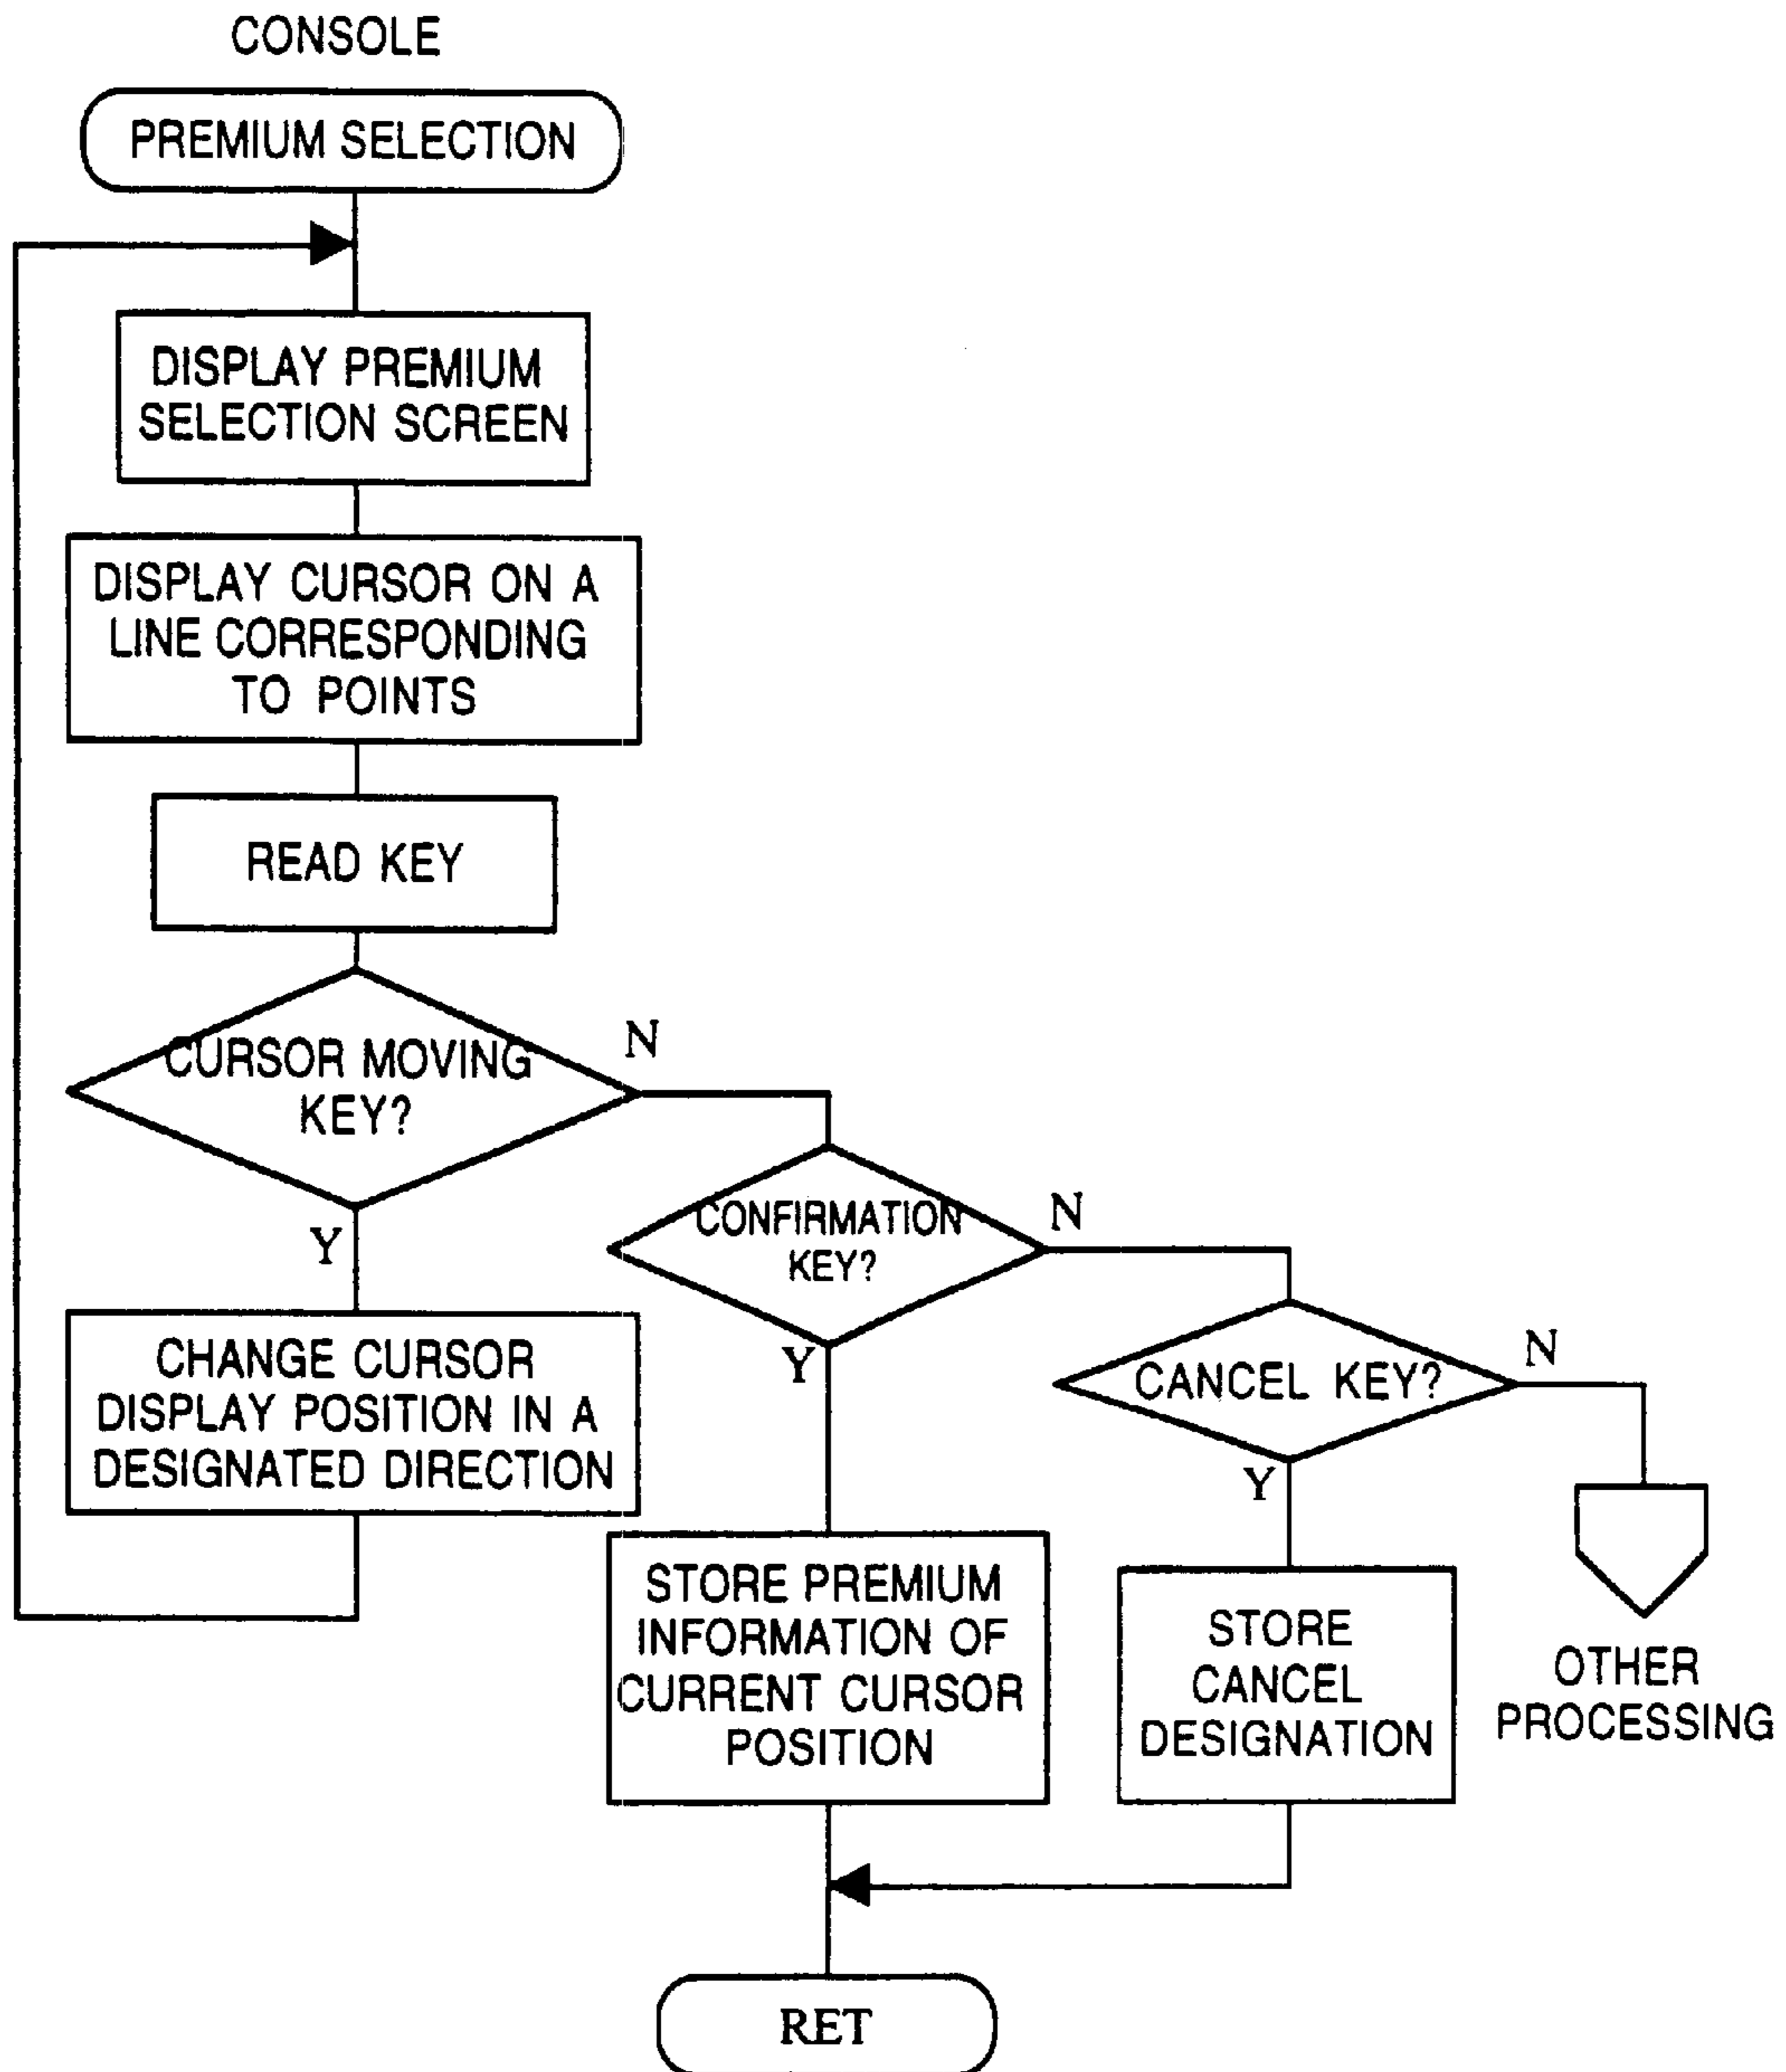 CONSOLE
PREMIUM SELECTION
DISPLAY PREMIUM
SELECTION SCREEN
DISPLAY CURSOR ON A
LINE CORRESPONDING
TO POINTS
READ KEY
CURSOR MOVING
KEY?
N
Y
CHANGE CURSOR
DISPLAY POSITION IN A
DESIGNATED DIRECTION
CONFIRMATION
KEY?
N
Y
STORE PREMIUM
INFORMATION OF
CURRENT CURSOR
POSITION
CANCEL KEY?
N
Y
STORE
CANCEL
DESIGNATION
OTHER
PROCESSING
RET